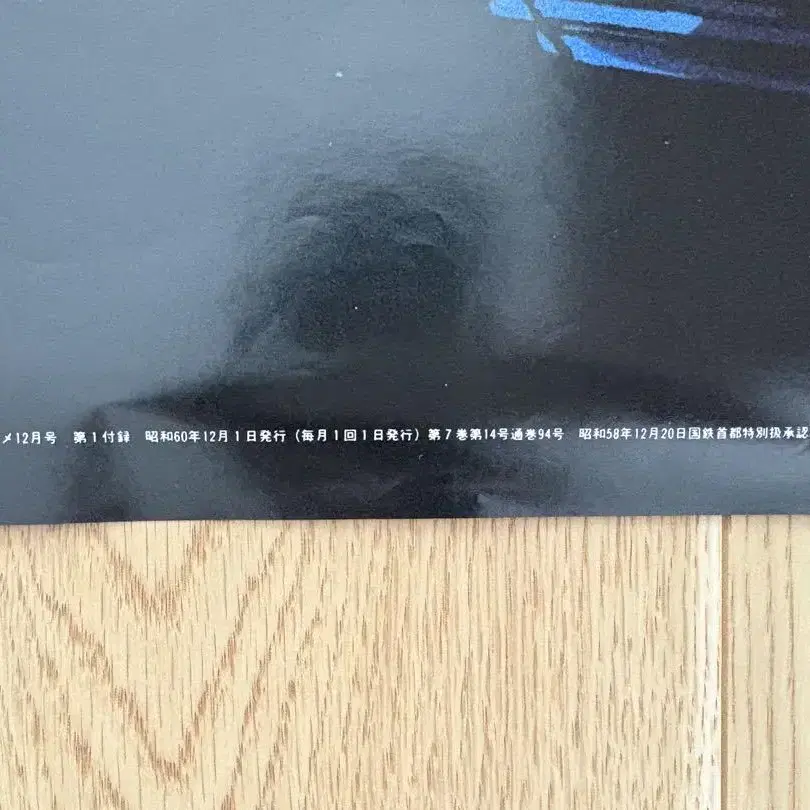 メ12月号 第1付録 昭和60年12月1日発行(毎月1回1日発行)第7巻第14号通巻94号 昭和58年12月20日国鉄首都特別扱承認